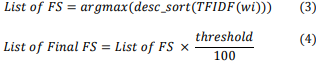 List of FS = argmax(desc_sort(TFIDF(wi))) (3)
List of Final FS = List of FS × threshold/100 (4)